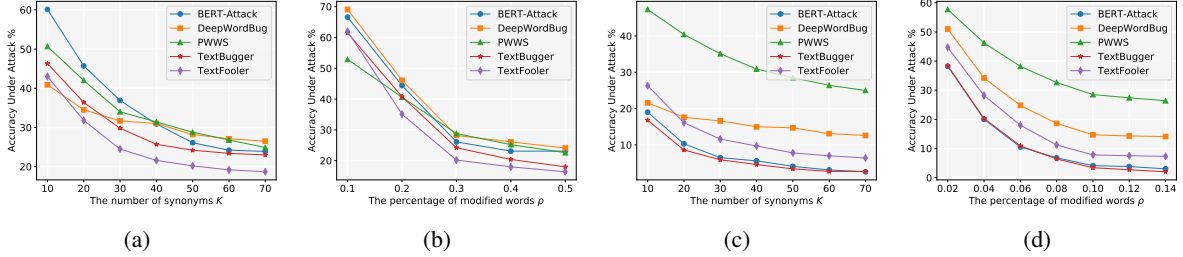 60
50
40
30
20
Accuracy Under Attack %
10 20 30 40 50 60 70
The number of synonyms K
BERT-Attack
DeepWordBug
PWWS
TextBugger
TextFooler
(a)
70
60
50
40
30
20
Accuracy Under Attack %
0.1 0.2 0.3 0.4 0.5
The percentage of modified words ρ
BERT-Attack
DeepWordBug
PWWS
TextBugger
TextFooler
(b)
40
30
20
10
Accuracy Under Attack %
10 20 30 40 50 60 70
The number of synonyms K
BERT-Attack
DeepWordBug
PWWS
TextBugger
TextFooler
(c)
60
50
40
30
20
10
0
Accuracy Under Attack %
0.02 0.04 0.06 0.08 0.10 0.12 0.14
The percentage of modified words ρ
BERT-Attack
DeepWordBug
PWWS
TextBugger
TextFooler
(d)